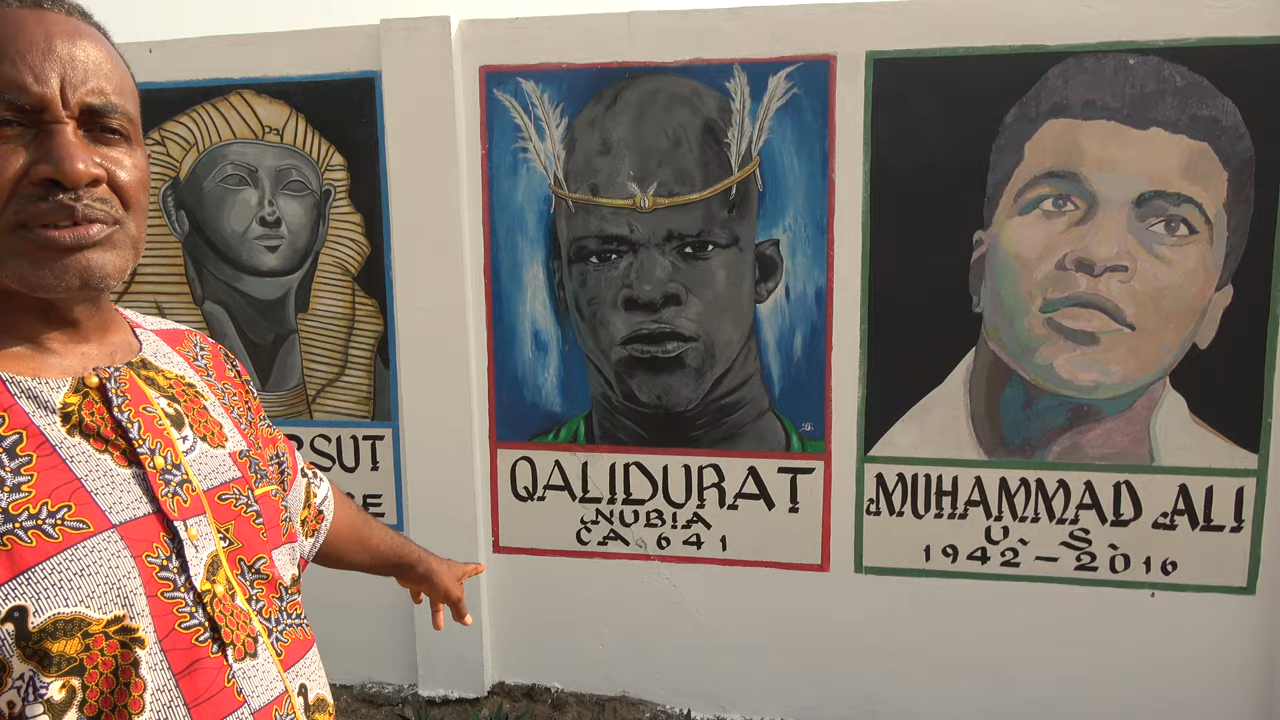 SUT
E
QALIDURAT
NUBIA
CA 641
MUHAMMAD ALI
U. S.
1942-2016